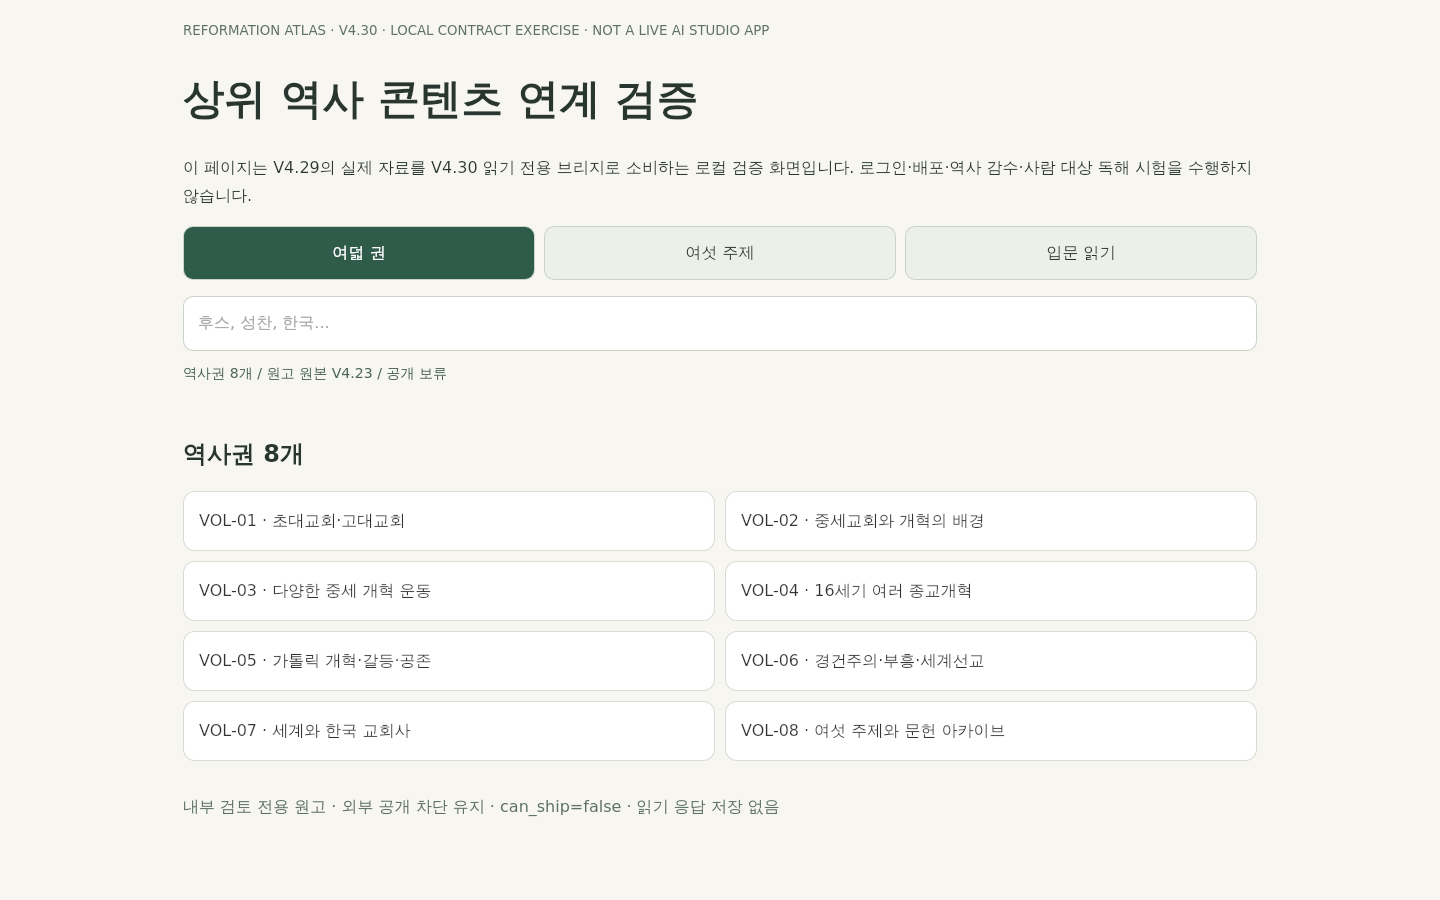 REFORMATION ATLAS · V4.30 · LOCAL CONTRACT EXERCISE · NOT A LIVE AI STUDIO APP
상위 역사 콘텐츠 연계 검증
이 페이지는 V4.29의 실제 자료를 V4.30 읽기 전용 브리지로 소비하는 로컬 검증 화면입니다. 로그인·배포·역사 감수·사람 대상 독해 시험을 수행하지
않습니다.
여덟 권
여섯 주제
입문 읽기
후스, 성찬, 한국…
역사권 8개 / 원고 원본 V4.23 / 공개 보류
역사권 8개
VOL-01 · 초대교회·고대교회
VOL-02 · 중세교회와 개혁의 배경
VOL-03 · 다양한 중세 개혁 운동
VOL-04 · 16세기 여러 종교개혁
VOL-05 · 가톨릭 개혁·갈등·공존
VOL-06 · 경건주의·부흥·세계선교
VOL-07 · 세계와 한국 교회사
VOL-08 · 여섯 주제와 문헌 아카이브
내부 검토 전용 원고 · 외부 공개 차단 유지 · can_ship=false · 읽기 응답 저장 없음